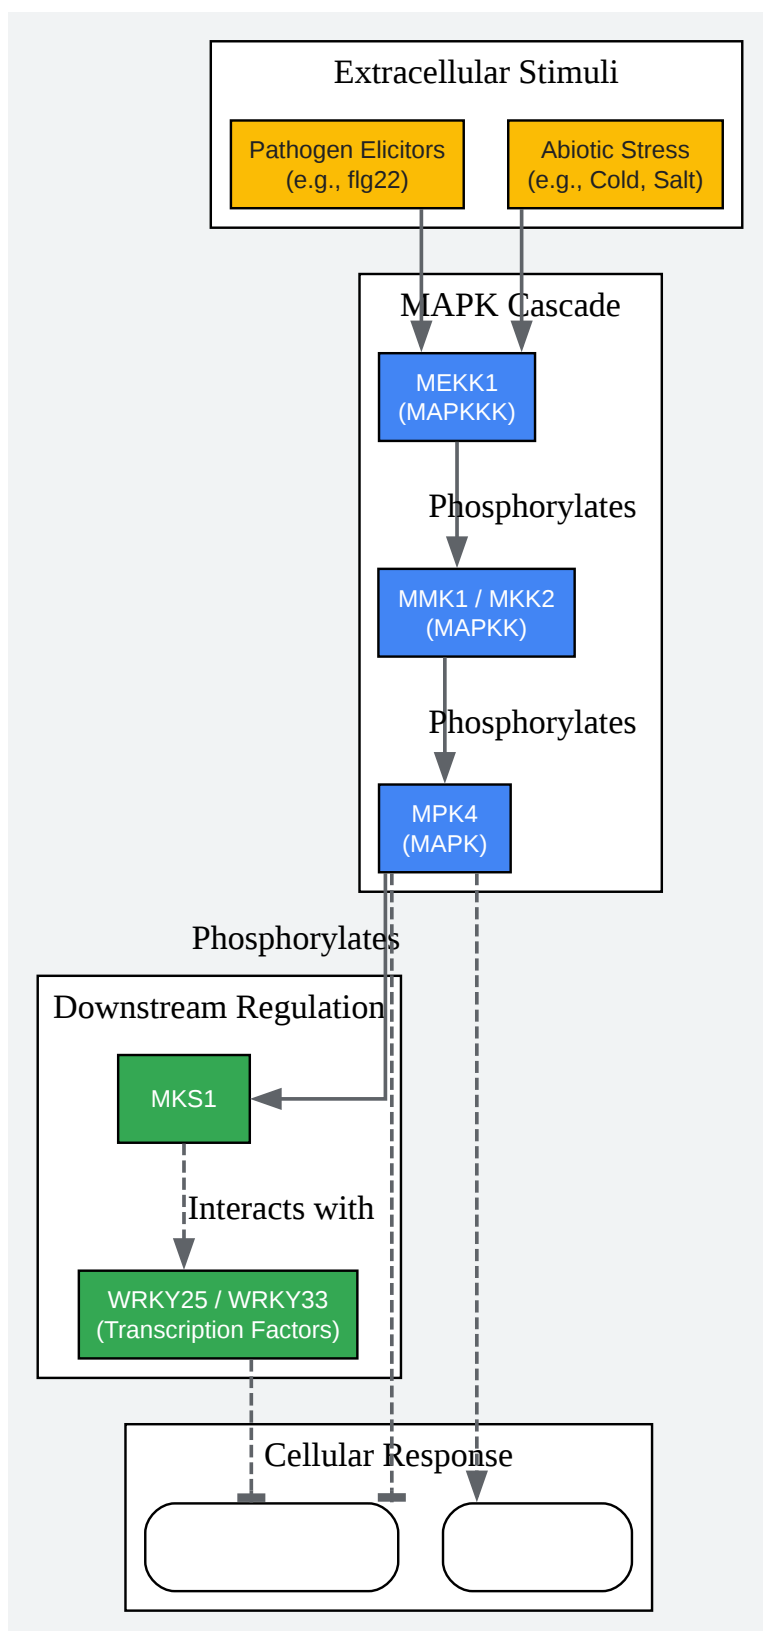 Extracellular Stimuli
Pathogen Elicitors
(e.g., flg22)
Abiotic Stress
(e.g., Cold, Salt)
MAPK Cascade
MEKK1
(MAPKKK)
Phosphorylates
MMK1 / MKK2
(MAPKK)
Phosphorylates
MPK4
(MAPK)
Phosphorylates
Downstream Regulation
MKS1
Interacts with
WRKY25 / WRKY33
(Transcription Factors)
Cellular Response